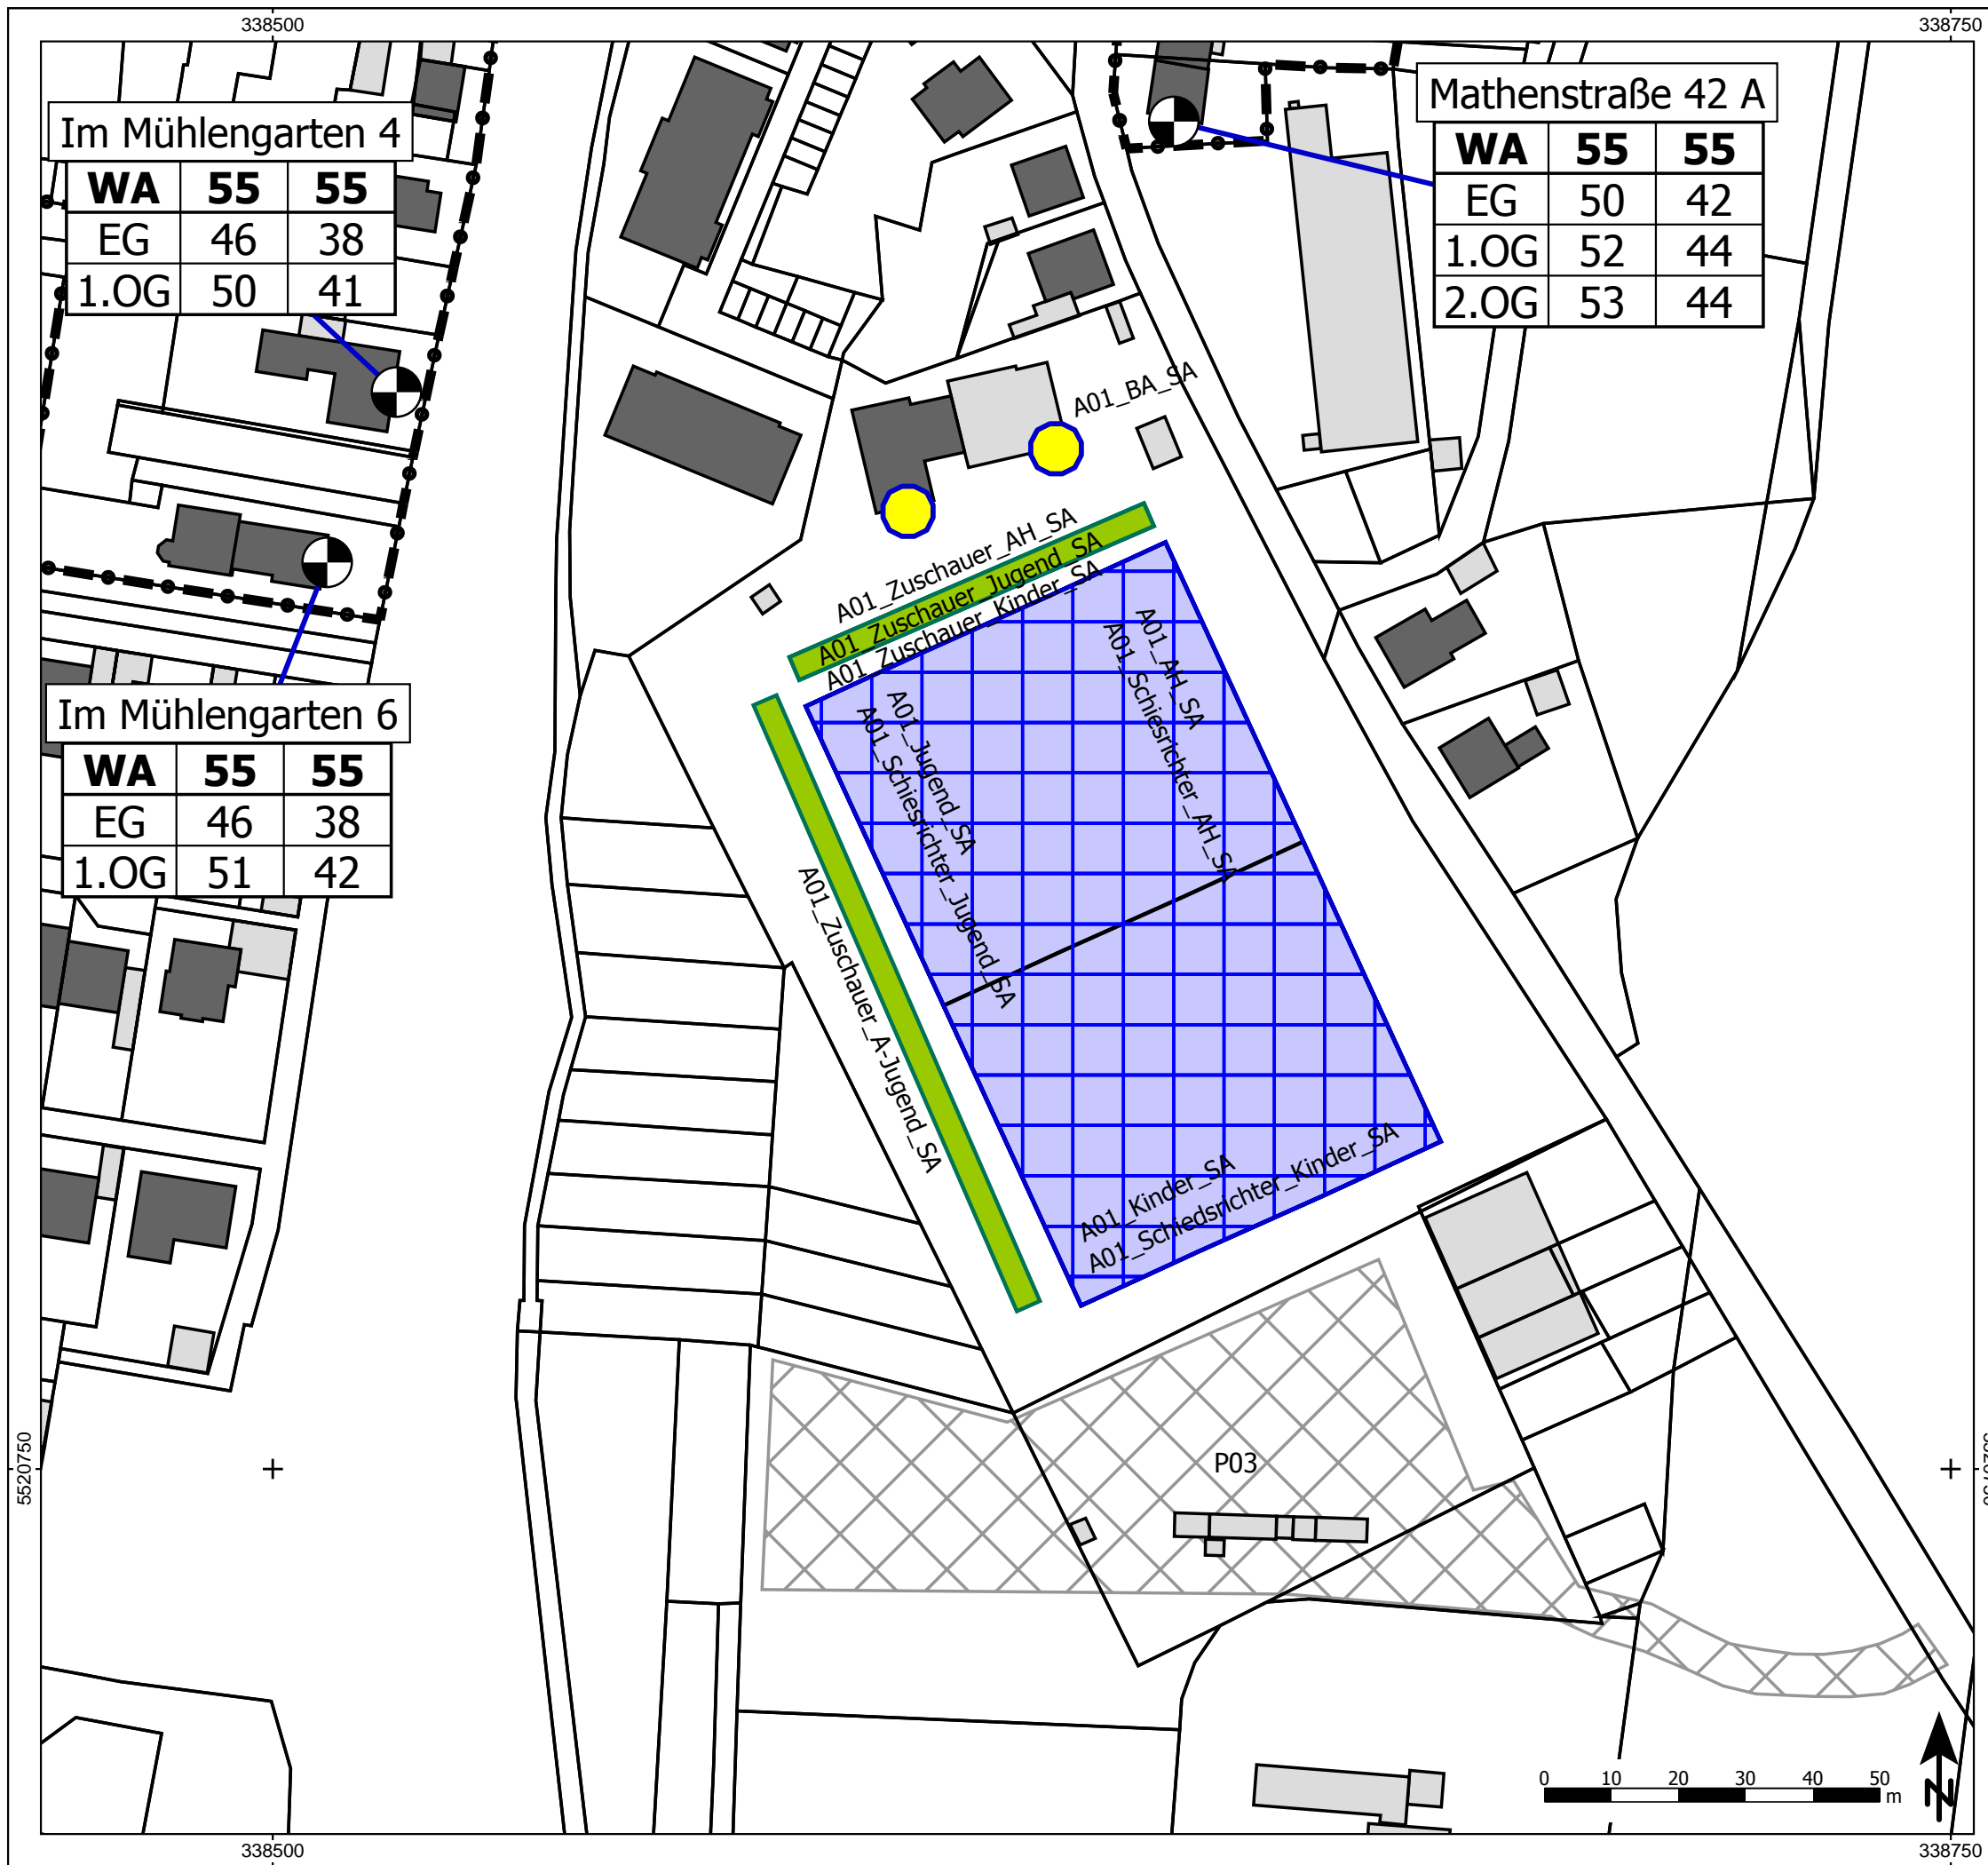 338500
338750
Im Mühlengarten 4
WA 55 55
EG 46 38
1.OG 50 41
Mathenstraße 42 A
WA 55 55
EG 50 42
1.OG 52 44
2.OG 53 44
A01_BA_SA
A01_Zuschauer_AH_SA
A01_Zuschauer_Jugend_SA
A01_Zuschauer_Kinder_SA
A01_AH_SA
A01_Schiesrichter_AH_SA
A01_Jugend_SA
A01_Schiesrichter_Jugend_SA
Im Mühlengarten 6
WA 55 55
EG 46 38
1.OG 51 42
A01_Zuschauer_A-Jugend_SA
A01_Kinder_SA
A01_Schiedsrichter_Kinder_SA
P03
5520750
0 10 20 30 40 50 m
N
338500
338750